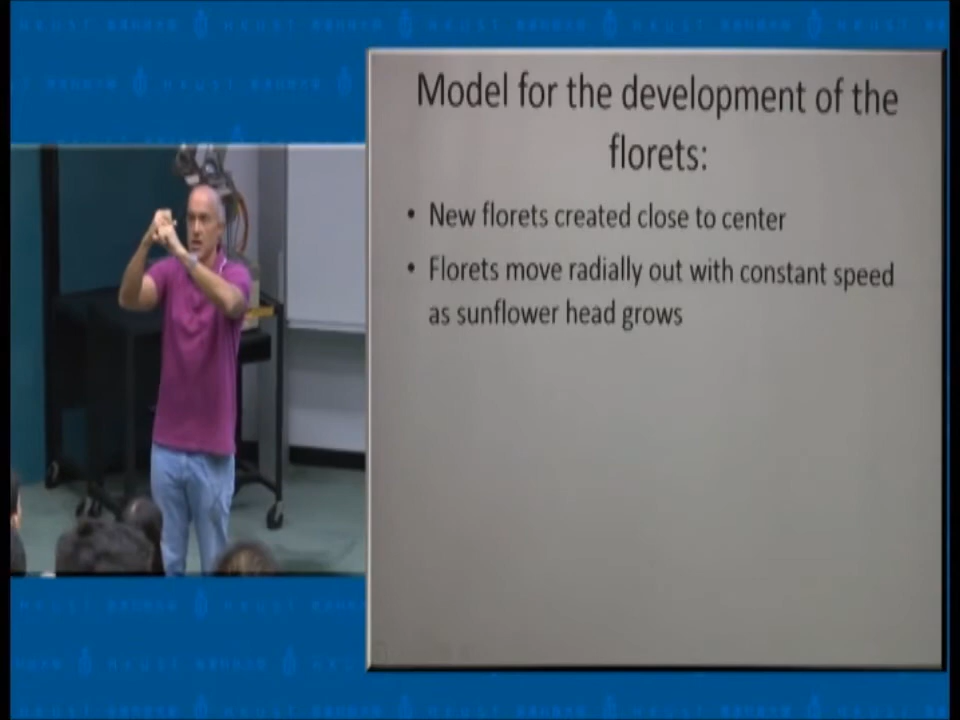 Model for the development of the
florets:
• New florets created close to center
• Florets move radially out with constant speed
as sunflower head grows